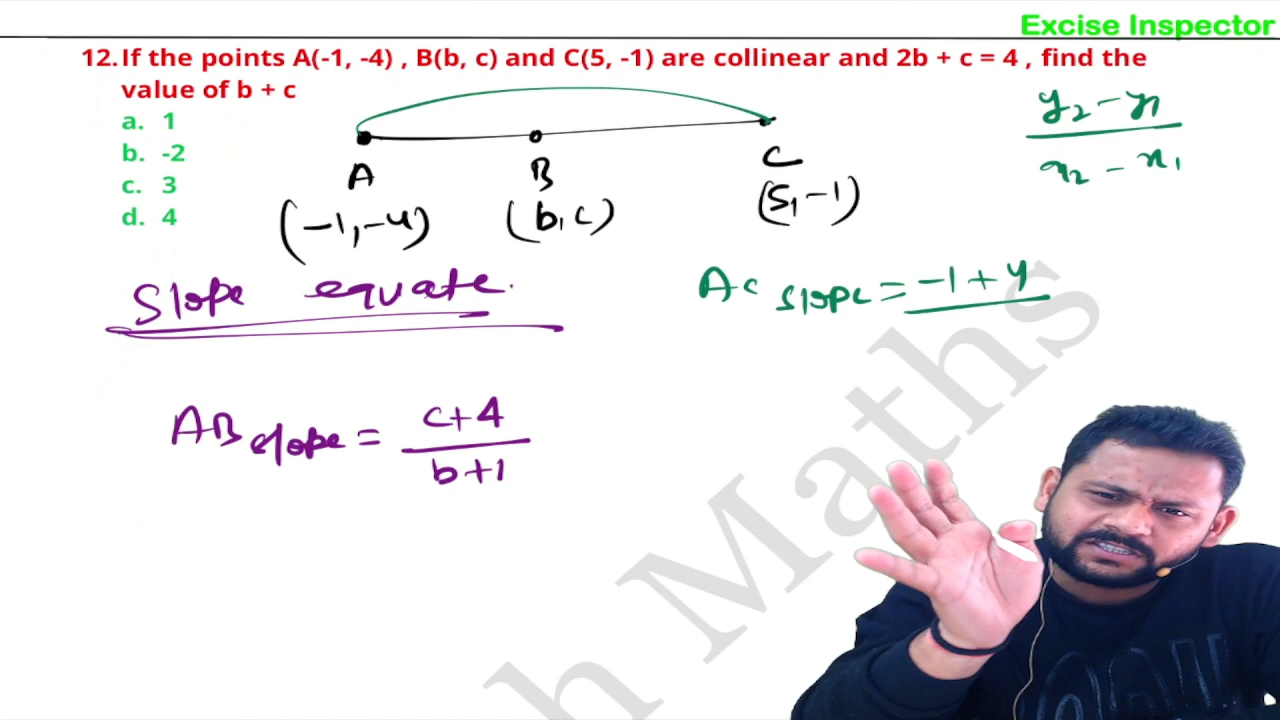 Excise Inspector
12. If the points A(-1, -4) , B(b, c) and C(5, -1) are collinear and 2b + c = 4 , find the
value of b + c
a. 1
b. -2
c. 3
d. 4
A B C
(-1,-4) (b,c) (5,-1)
y2 - y1
x2 - x1
Slope equate.
AC slope = -1 + 4
AB slope = c+4
b+1
h Maths